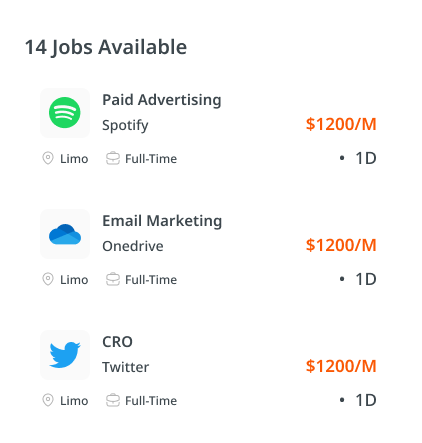 14 Jobs Available
Paid Advertising
Spotify
$1200/M
Limo Full-Time • 1D
Email Marketing
Onedrive
$1200/M
Limo Full-Time • 1D
CRO
Twitter
$1200/M
Limo Full-Time • 1D